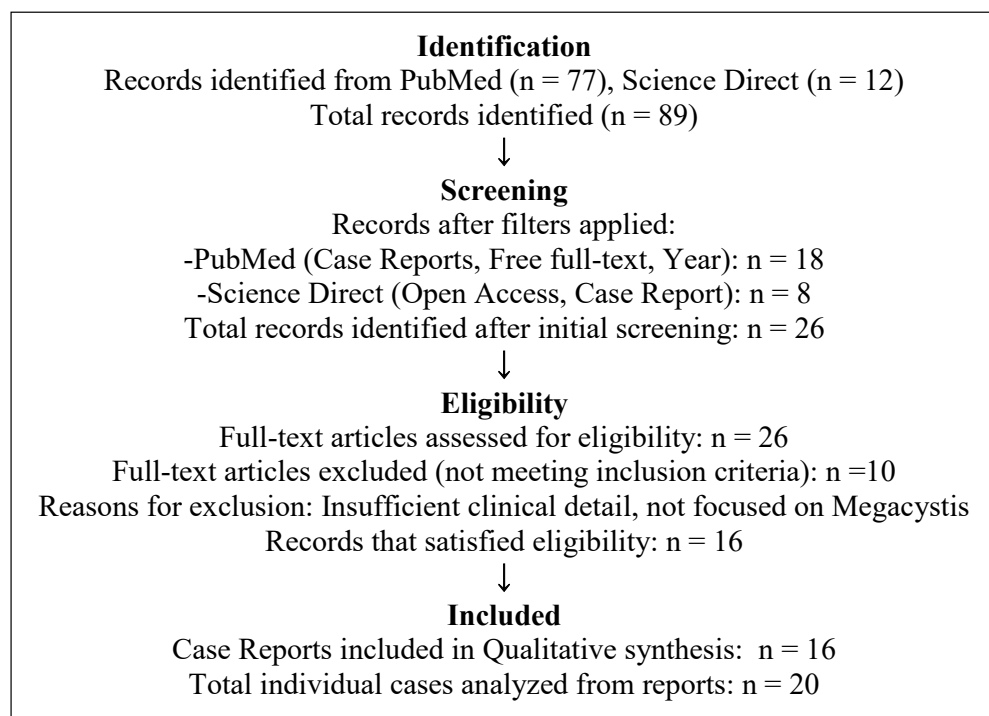 Identification
Records identified from PubMed (n = 77), Science Direct (n = 12)
Total records identified (n = 89)
↓
Screening
Records after filters applied:
-PubMed (Case Reports, Free full-text, Year): n = 18
-Science Direct (Open Access, Case Report): n = 8
Total records identified after initial screening: n = 26
↓
Eligibility
Full-text articles assessed for eligibility: n = 26
Full-text articles excluded (not meeting inclusion criteria): n =10
Reasons for exclusion: Insufficient clinical detail, not focused on Megacystis
Records that satisfied eligibility: n = 16
↓
Included
Case Reports included in Qualitative synthesis:  n = 16
Total individual cases analyzed from reports: n = 20